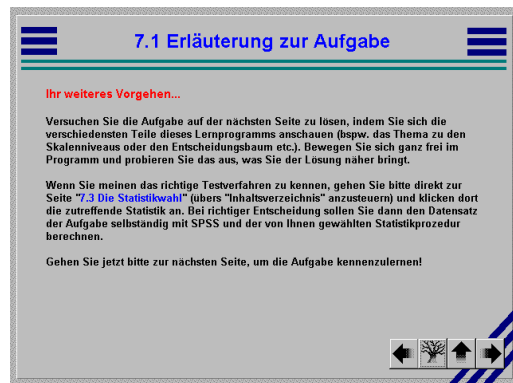 7.1 Erläuterung zur Aufgabe
Ihr weiteres Vorgehen...
Versuchen Sie die Aufgabe auf der nächsten Seite zu lösen, indem Sie sich die
verschiedensten Teile dieses Lernprogramms anschauen (bspw. das Thema zu den
Skalenniveaus oder den Entscheidungsbaum etc.). Bewegen Sie sich ganz frei im
Programm und probieren Sie das aus, was Sie der Lösung näher bringt.
Wenn Sie meinen das richtige Testverfahren zu kennen, gehen Sie bitte direkt zur
Seite "7.3 Die Statistikwahl" (übers "Inhaltsverzeichnis" anzusteuern) und klicken dort
die zutreffende Statistik an. Bei richtiger Entscheidung sollen Sie dann den Datensatz
der Aufgabe selbständig mit SPSS und der von Ihnen gewählten Statistikprozedur
berechnen.
Gehen Sie jetzt bitte zur nächsten Seite, um die Aufgabe kennenzulernen!